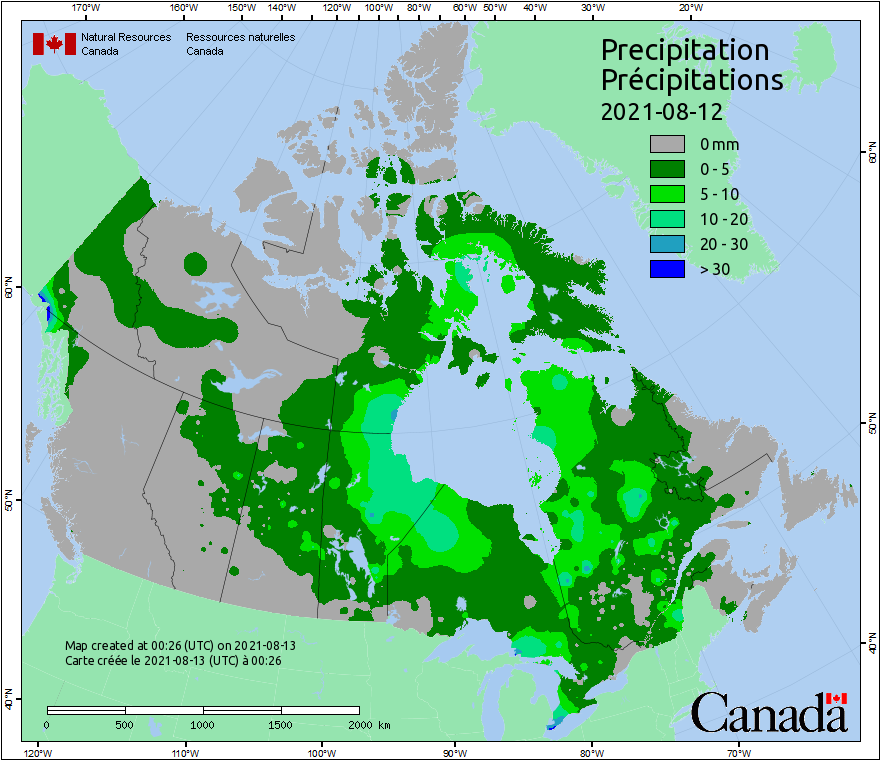 170°W 160°W 150°W 140°W 130°W 120°W 110°W 100°W 90°W 80°W 60°W 50°W 40°W 30°W 20°W
Natural Resources Ressources naturelles
Canada Canada
Precipitation
Précipitations
2021-08-12
0 mm
0 - 5
5 - 10
10 - 20
20 - 30
> 30
60°N 60°N
50°N 50°N
40°N 40°N
Map created at 00:26 (UTC) on 2021-08-13
Carte créée le 2021-08-13 (UTC) à 00:26
0 500 1000 1500 2000 km
Canada
120°W 110°W 100°W 90°W 80°W 70°W